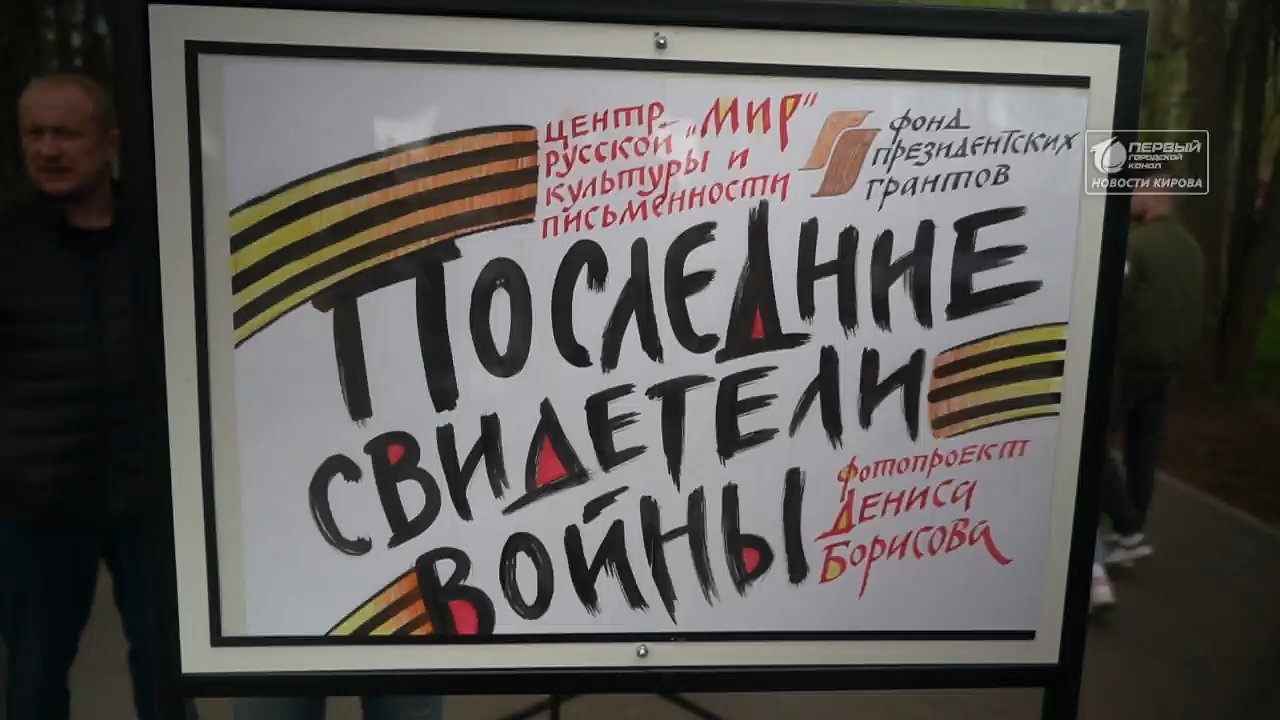 Центр
русской "Мир"
культуры и
письменности
фонд
президентских
грантов
Последние
свидетели
войны
фотопроект
Дениса
Борисова
ПЕРВЫЙ
ГОРОДСКОЙ
КАНАЛ
НОВОСТИ КИРОВА